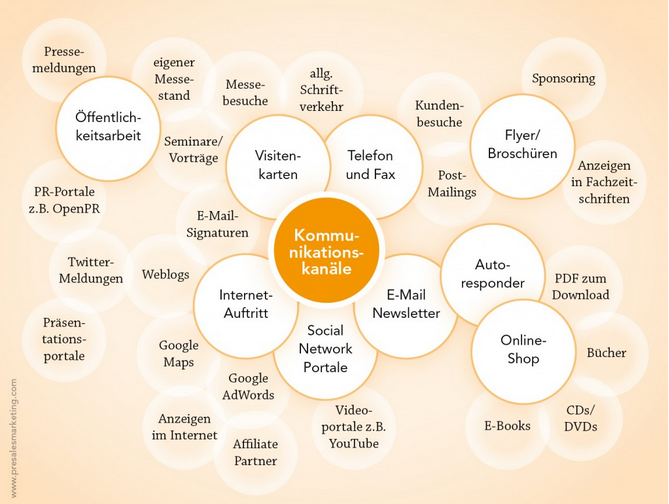 Presse-
meldungen
eigener
Messe-
stand
Messe-
besuche
allg.
Schrift-
verkehr
Sponsoring
Öffentlich-
keitsarbeit
Kunden-
besuche
Flyer/
Broschüren
Seminare/
Vorträge
Visiten-
karten
Telefon
und Fax
Post-
Mailings
Anzeigen
in Fachzeit-
schriften
PR-Portale
z.B. OpenPR
E-Mail-
Signaturen
Kommu-
nikations-
kanäle
Twitter-
Meldungen
Weblogs
Auto-
responder
PDF zum
Download
Internet-
Auftritt
E-Mail
Newsletter
Präsen-
tations-
portale
Google
Maps
Social
Network
Portale
Online-
Shop
Bücher
Google
AdWords
Anzeigen
im Internet
Video-
portale z.B.
YouTube
E-Books
CDs/
DVDs
Affiliate
Partner
www.presalesmarketing.com